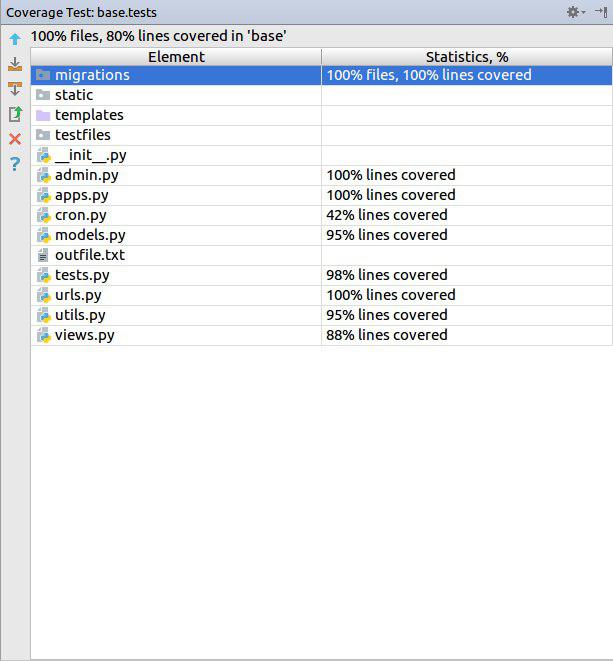 Coverage Test: base.tests
100% files, 80% lines covered in 'base'
Element Statistics, %
migrations 100% files, 100% lines covered
static
templates
testfiles
__init__.py
admin.py 100% lines covered
apps.py 100% lines covered
cron.py 42% lines covered
models.py 95% lines covered
outfile.txt
tests.py 98% lines covered
urls.py 100% lines covered
utils.py 95% lines covered
views.py 88% lines covered